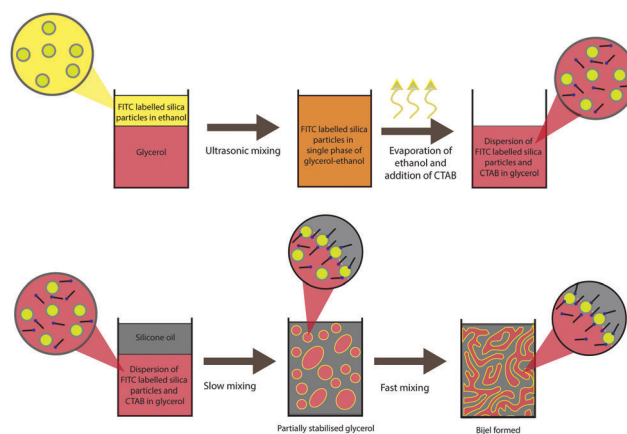 FITC labelled silica
particles in ethanol
Glycerol
Ultrasonic mixing
FITC labelled silica
particles in
single phase of
glycerol-ethanol
Evaporation of
ethanol and
addition of CTAB
Dispersion of
FITC labelled silica
particles and
CTAB in glycerol
Silicone oil
Dispersion of
FITC labelled silica
particles and
CTAB in glycerol
Slow mixing
Partially stabilised glycerol
Fast mixing
Bijel formed